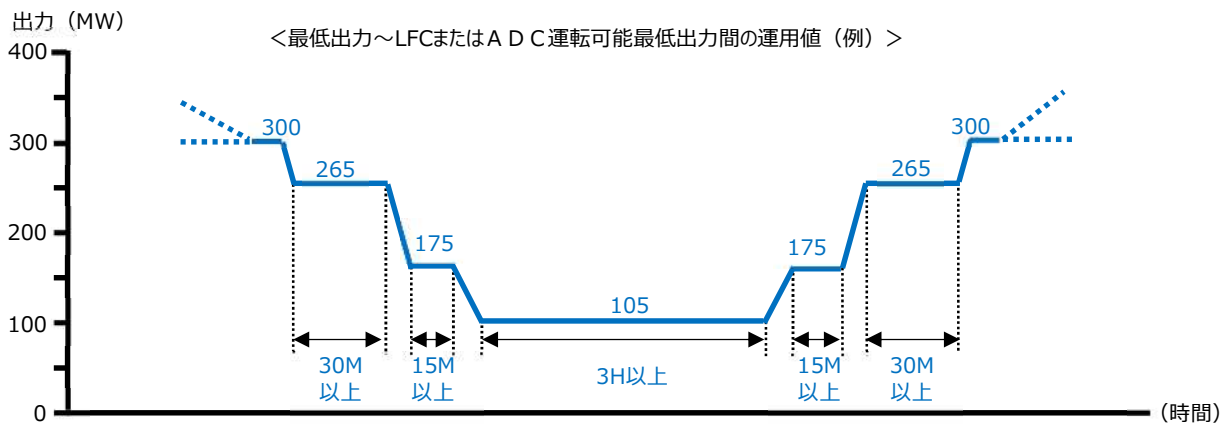 出力（MW）
＜最低出力～LFCまたはＡＤＣ運転可能最低出力間の運用値（例）＞
400
300
200
100
0
300
265
175
105
175
265
300
30M
以上
15M
以上
3H以上
15M
以上
30M
以上
（時間）